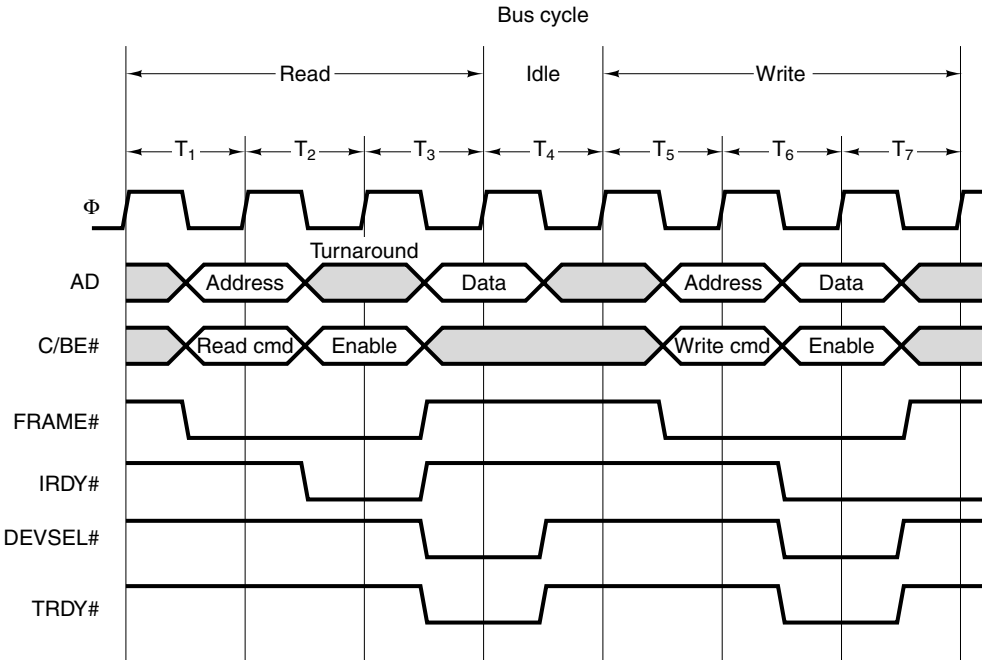 Bus cycle
Read Idle Write
T1 T2 T3 T4 T5 T6 T7
Φ
Turnaround
AD Address Data Address Data
C/BE# Read cmd Enable Write cmd Enable
FRAME#
IRDY#
DEVSEL#
TRDY#